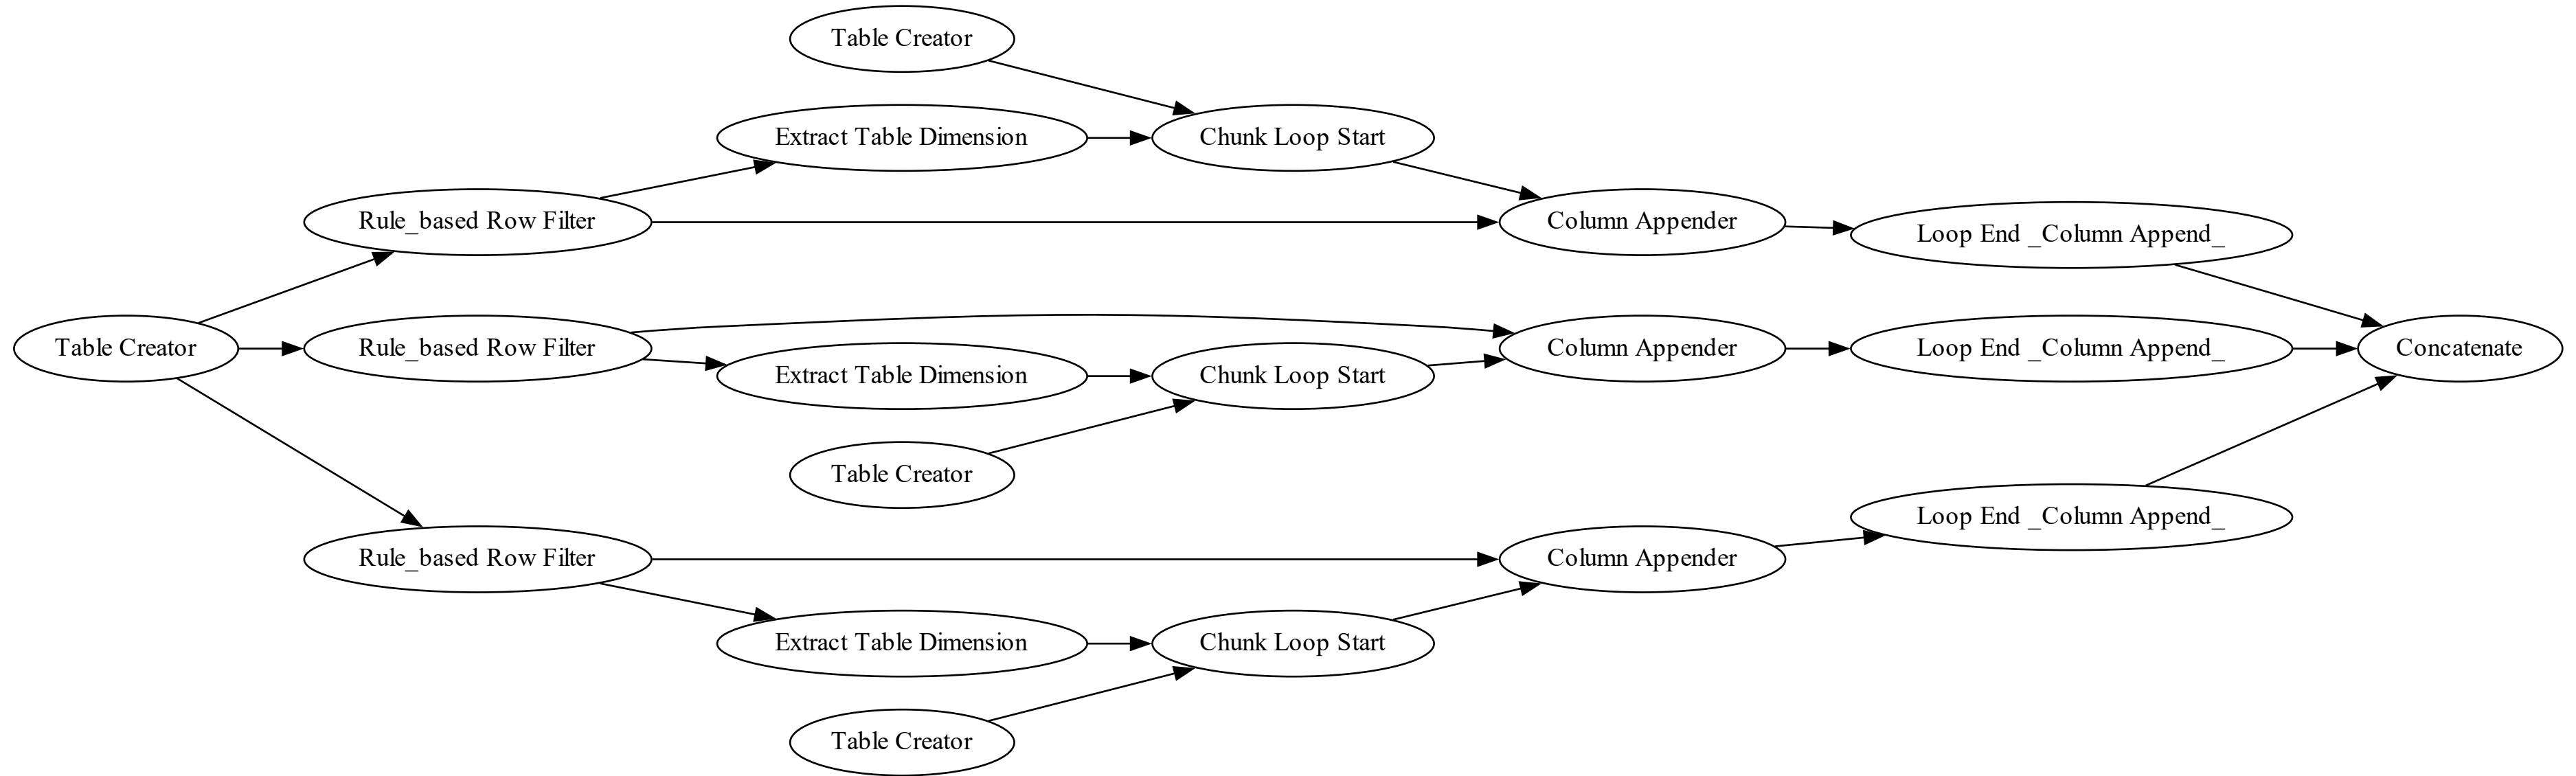 Table Creator
Extract Table Dimension
Chunk Loop Start
Rule_based Row Filter
Column Appender
Loop End _Column Append_
Table Creator
Rule_based Row Filter
Extract Table Dimension
Chunk Loop Start
Column Appender
Loop End _Column Append_
Concatenate
Table Creator
Rule_based Row Filter
Column Appender
Loop End _Column Append_
Extract Table Dimension
Chunk Loop Start
Table Creator